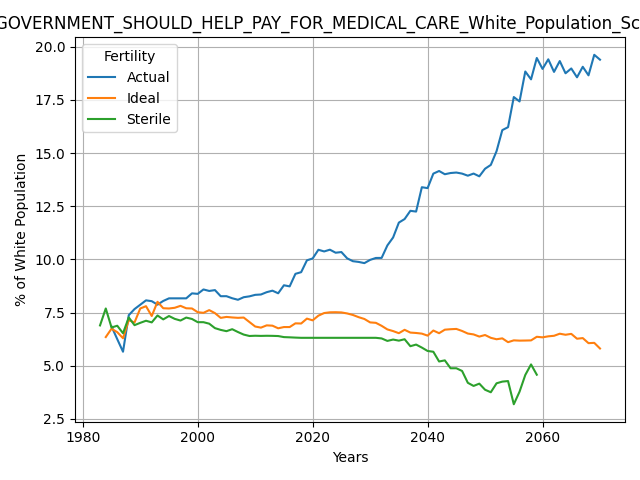 GOVERNMENT_SHOULD_HELP_PAY_FOR_MEDICAL_CARE_White_Population_Sc
Fertility
Actual
Ideal
Sterile
20.0
17.5
15.0
12.5
10.0
7.5
5.0
2.5
% of White Population
1980 2000 2020 2040 2060
Years